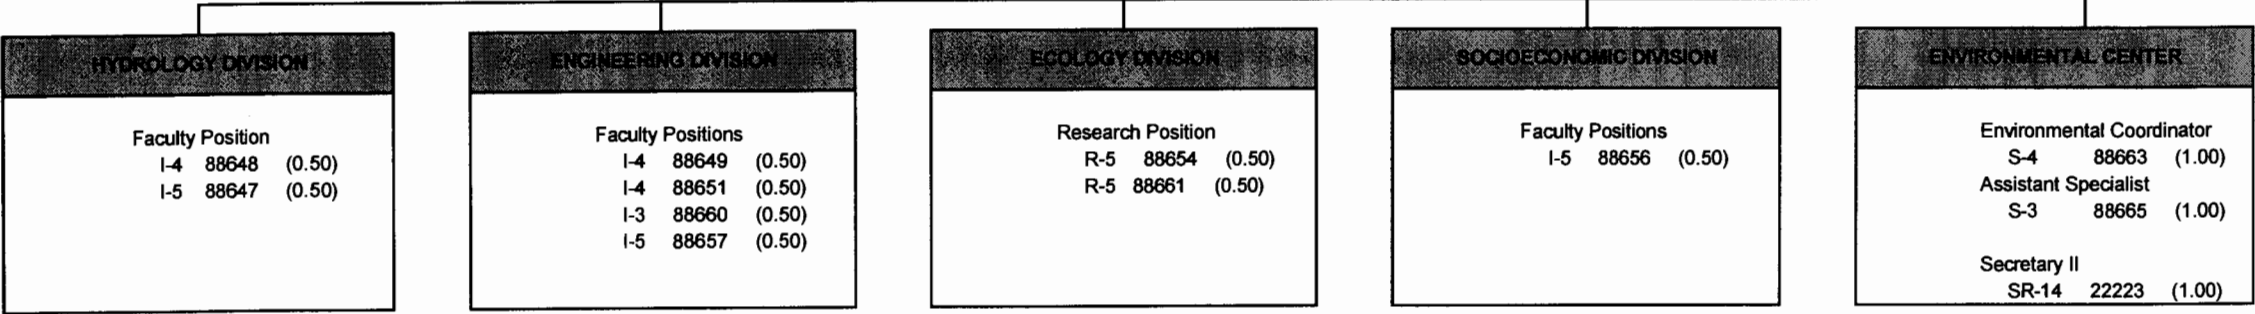 HYDROLOGY DIVISION
Faculty Position
I-4 88648 (0.50)
I-5 88647 (0.50)
ENGINEERING DIVISION
Faculty Positions
I-4 88649 (0.50)
I-4 88651 (0.50)
I-3 88660 (0.50)
I-5 88657 (0.50)
ECOLOGY DIVISION
Research Position
R-5 88654 (0.50)
R-5 88661 (0.50)
SOCIOECONOMIC DIVISION
Faculty Positions
I-5 88656 (0.50)
ENVIRONMENTAL CENTER
Environmental Coordinator
S-4 88663 (1.00)
Assistant Specialist
S-3 88665 (1.00)
Secretary II
SR-14 22223 (1.00)